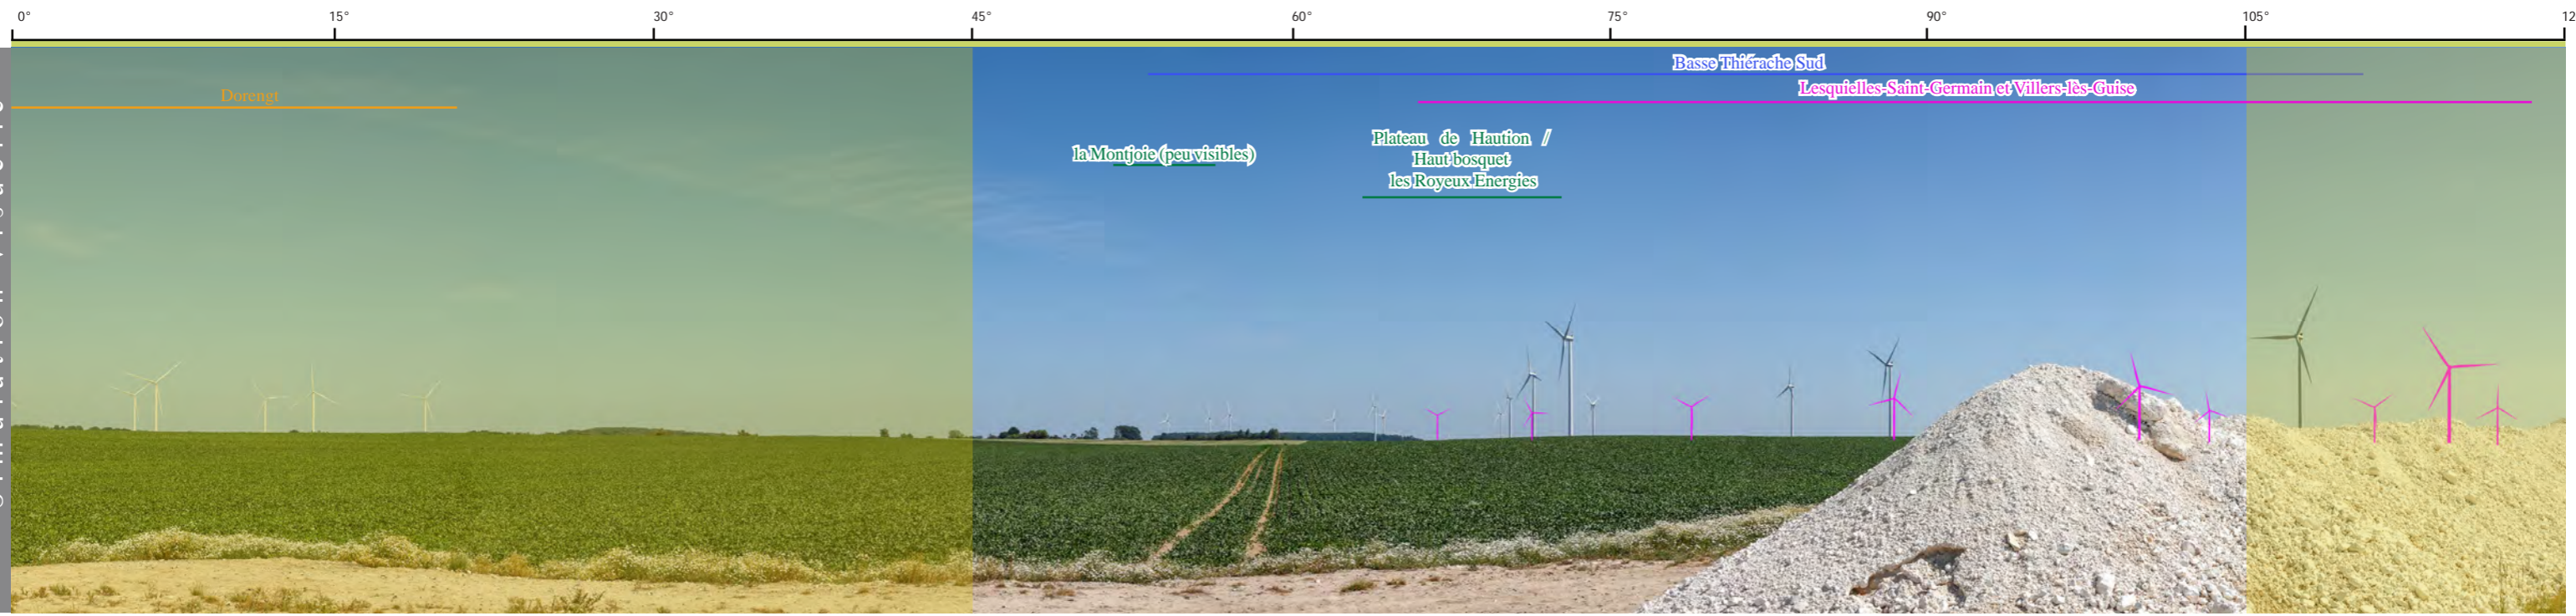 0° 15° 30° 45° 60° 75° 90° 105° 12
Basse Thiérache Sud
Lesquielles-Saint-Germain et Villers-lès-Guise
Dorengt
la Montjoie (peu visibles)
Plateau de Haution /
Haut bosquet
les Royeux Energies